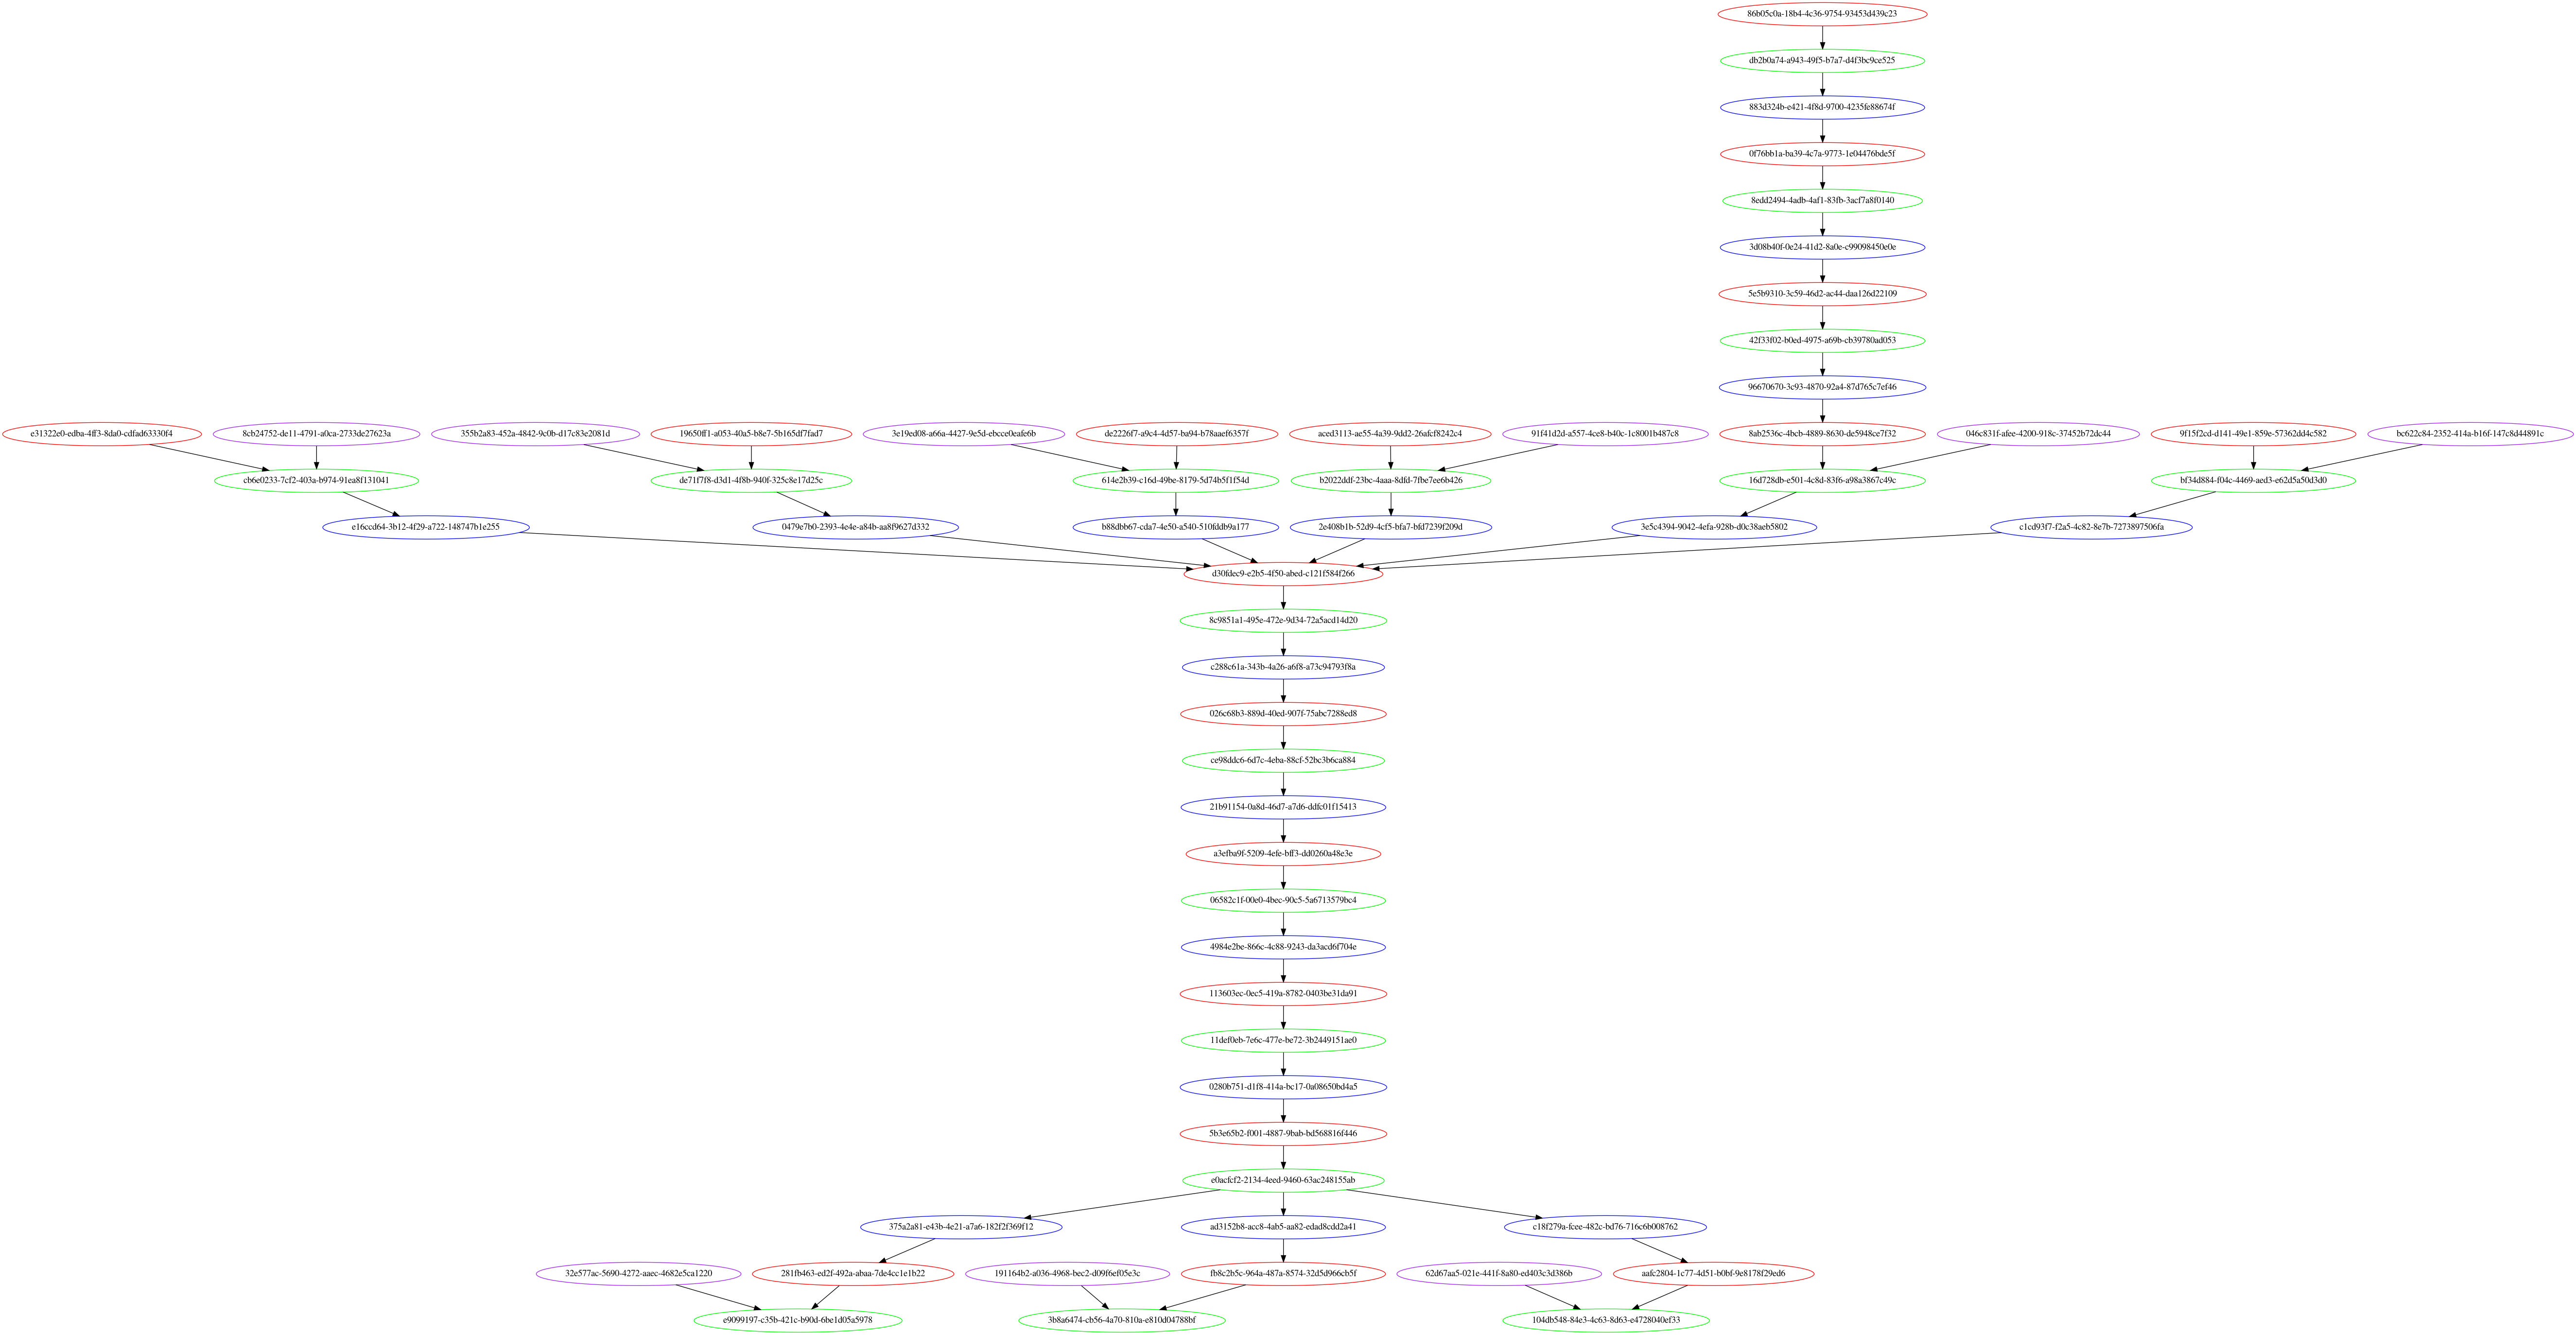 86b05c0a-18b4-4c36-9754-93453d439c23
db2b0a74-a943-49f5-b7a7-d4f3bc9ce525
883d324b-e421-4f8d-9700-4235fe88674f
0f76bb1a-ba39-4c7a-9773-1e04476bde5f
8edd2494-4adb-4af1-83fb-3acf7a8f0140
3d08b40f-0e24-41d2-8a0e-c99098450e0e
5e5b9310-3c59-46d2-ac44-daa126d22109
42f33f02-b0ed-4975-a69b-cb39780ad053
96670670-3c93-4870-92a4-87d765c7ef46
e31322e0-edba-4ff3-8da0-cdfad63330f4
8cb24752-de11-4791-a0ca-2733de27623a
355b2a83-452a-4842-9c0b-d17c83e2081d
19650ff1-a053-40a5-b8e7-5b165df7fad7
3e19ed08-a66a-4427-9e5d-ebcce0eafe6b
de2226f7-a9c4-4d57-ba94-b78aaef6357f
aced3113-ae55-4a39-9dd2-26afcf8242c4
91f41d2d-a557-4ce8-b40c-1c8001b487c8
8ab2536c-4bcb-4889-8630-de5948ce7f32
046c831f-afee-4200-918c-37452b72dc44
9f15f2cd-d141-49e1-859e-57362dd4c582
bc622c84-2352-414a-b16f-147c8d44891c
cb6e0233-7cf2-403a-b974-91ea8f131041
de71f7f8-d3d1-4f8b-940f-325c8e17d25c
614e2b39-c16d-49be-8179-5d74b5f1f54d
b2022ddf-23bc-4aaa-8dfd-7fbe7ee6b426
16d728db-e501-4c8d-83f6-a98a3867c49c
bf34d884-f04c-4469-aed3-e62d5a50d3d0
e16ccd64-3b12-4f29-a722-148747b1e255
0479e7b0-2393-4e4e-a84b-aa8f9627d332
b88dbb67-cda7-4e50-a540-510fddb9a177
2e408b1b-52d9-4cf5-bfa7-bfd7239f209d
3e5c4394-9042-4efa-928b-d0c38aeb5802
c1cd93f7-f2a5-4c82-8e7b-7273897506fa
d30fdec9-e2b5-4f50-abed-c121f584f266
8c9851a1-495e-472e-9d34-72a5acd14d20
c288c61a-343b-4a26-a6f8-a73c94793f8a
026c68b3-889d-40ed-907f-75abc7288ed8
ce98ddc6-6d7c-4eba-88cf-52bc3b6ca884
21b91154-0a8d-46d7-a7d6-ddfc01f15413
a3efba9f-5209-4efe-bff3-dd0260a48e3e
06582c1f-00e0-4bec-90c5-5a6713579bc4
4984e2be-866c-4c88-9243-da3acd6f704e
113603ec-0ec5-419a-8782-0403be31da91
11def0eb-7e6c-477e-be72-3b2449151ae0
0280b751-d1f8-414a-bc17-0a08650bd4a5
5b3e65b2-f001-4887-9bab-bd568816f446
e0acfcf2-2134-4eed-9460-63ac248155ab
375a2a81-e43b-4e21-a7a6-182f2f369f12
ad3152b8-acc8-4ab5-aa82-edad8cdd2a41
c18f279a-fcee-482c-bd76-716c6b008762
32e577ac-5690-4272-aaec-4682e5ca1220
281fb463-ed2f-492a-abaa-7de4cc1e1b22
191164b2-a036-4968-bec2-d09f6ef05e3c
fb8c2b5c-964a-487a-8574-32d5d966cb5f
62d67aa5-021e-441f-8a80-ed403c3d386b
aafc2804-1c77-4d51-b0bf-9e8178f29ed6
e9099197-c35b-421c-b90d-6be1d05a5978
3b8a6474-cb56-4a70-810a-e810d04788bf
104db548-84e3-4c63-8d63-e4728040ef33